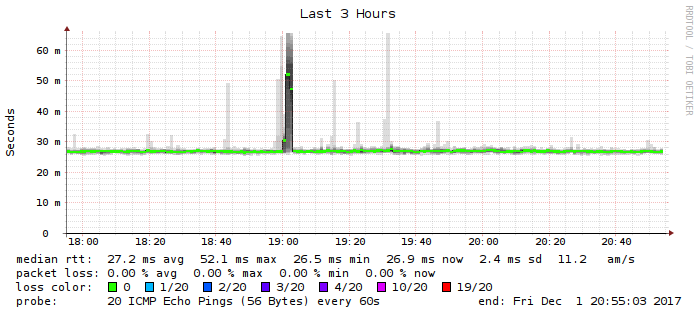 Last 3 Hours
RRDTOOL / TOBI OETIKER
Seconds
60 m
50 m
40 m
30 m
20 m
10 m
0
18:00 18:20 18:40 19:00 19:20 19:40 20:00 20:20 20:40
median rtt: 27.2 ms avg 52.1 ms max 26.5 ms min 26.9 ms now 2.4 ms sd 11.2 am/s
packet loss: 0.00 % avg 0.00 % max 0.00 % min 0.00 % now
loss color: 0 1/20 2/20 3/20 4/20 10/20 19/20
probe: 20 ICMP Echo Pings (56 Bytes) every 60s end: Fri Dec 1 20:55:03 2017